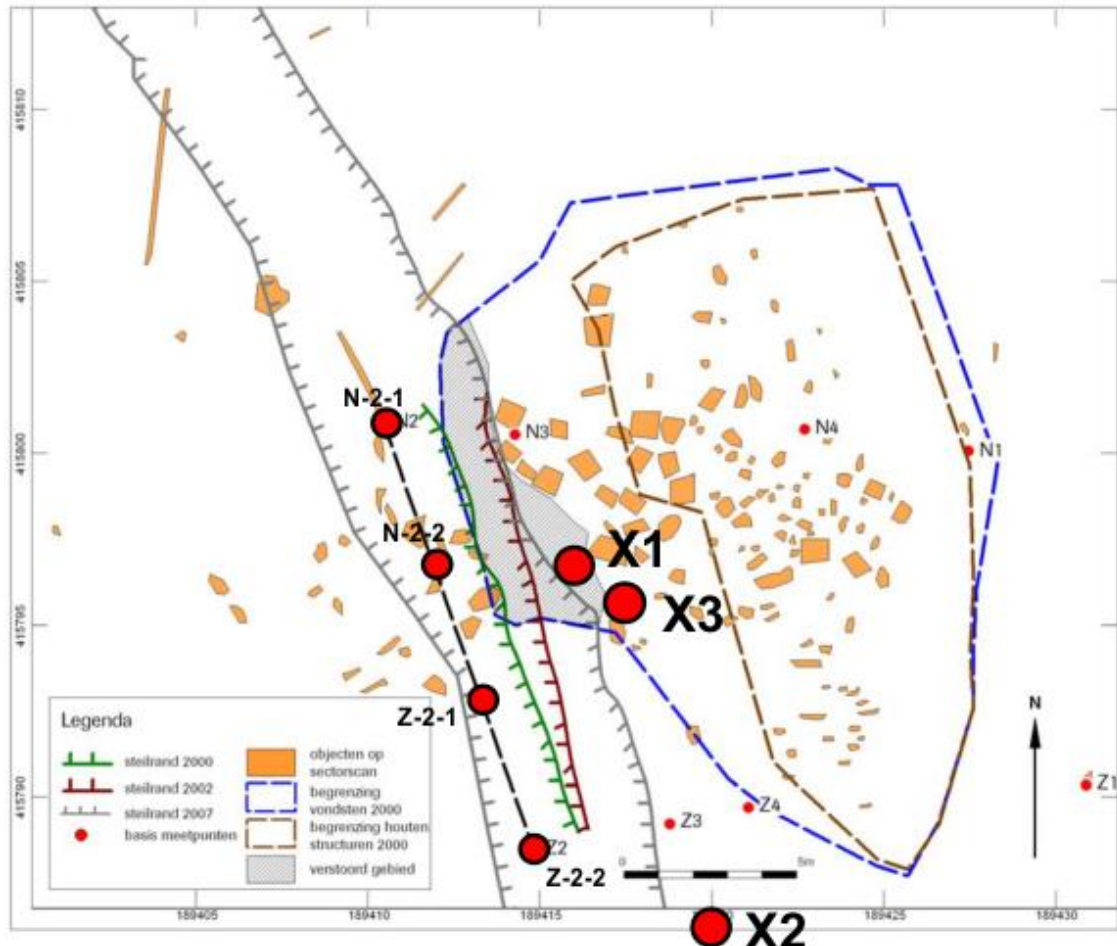 415810
415805
415800
415795
415790
N-2-1
N2
N3
N4
N1
N-2-2
X1
X3
Z-2-1
Z2
Z-2-2
Z3
Z4
Z1
N
0
5m
X2
Legenda
steilrand 2000
steilrand 2002
steilrand 2007
basis meetpunten
objecten op
sectorscan
begrenzing
vondsten 2000
begrenzing houten
structuren 2000
verstoord gebied
189405
189410
189415
189425
189430